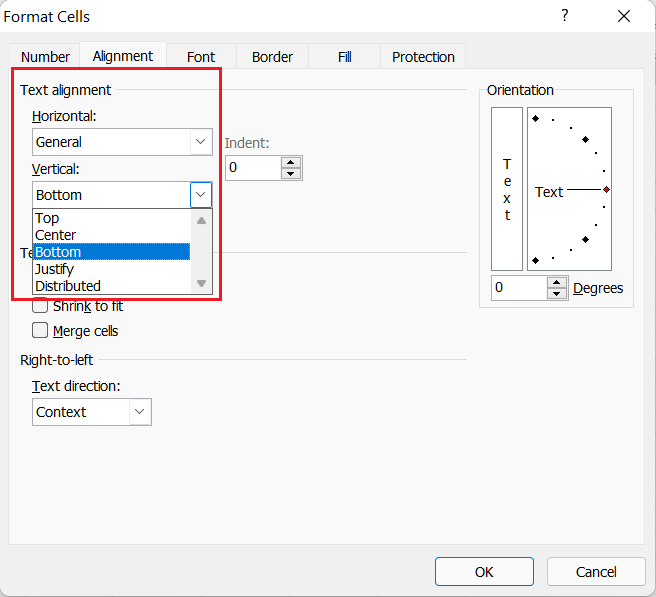 Format Cells
?
Number Alignment Font Border Fill Protection
Text alignment
Horizontal:
General
Indent:
0
Vertical:
Bottom
Top
Center
Bottom
Justify
Distributed
Shrink to fit
Merge cells
Right-to-left
Text direction:
Context
Orientation
T
e
x
t
Text
0 Degrees
OK Cancel